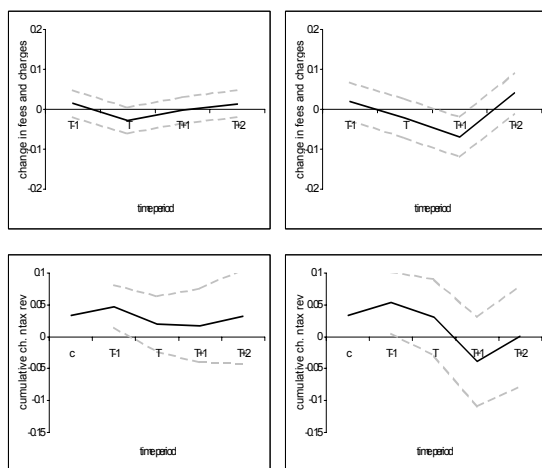 change in fees and charges
0.2
0.1
0
-0.1
-0.2
T-1 T T+1 T+2
time period
change in fees and charges
0.2
0.1
0
-0.1
-0.2
T-1 T T+1 T+2
time period
cumulative ch. ntax rev
0.1
0.05
0
-0.05
-0.1
-0.15
c T-1 T T+1 T+2
time period
cumulative ch. ntax rev
0.1
0.05
0
-0.05
-0.1
-0.15
c T-1 T T+1 T+2
time period